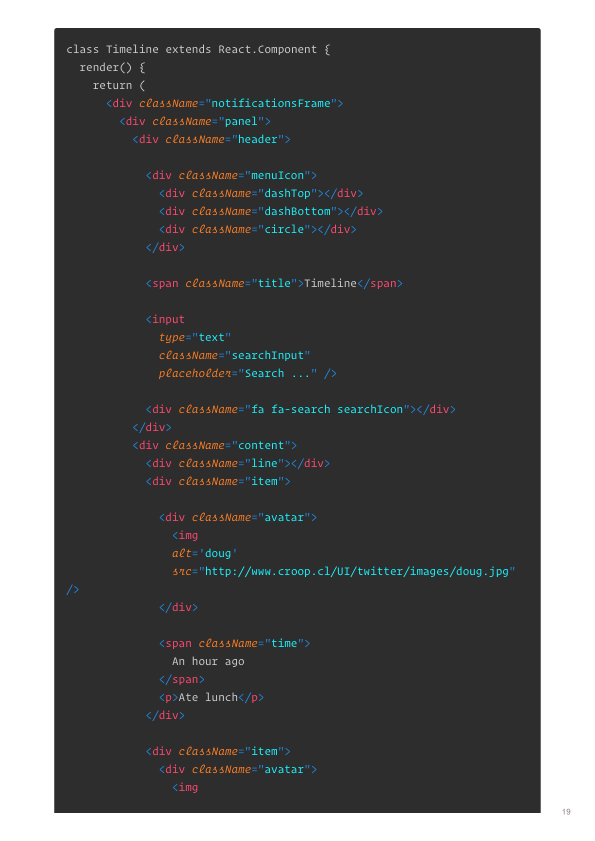 class Timeline extends React.Component {
  render() {
    return (
      <div className="notificationsFrame">
        <div className="panel">
          <div className="header">

            <div className="menuIcon">
              <div className="dashTop"></div>
              <div className="dashBottom"></div>
              <div className="circle"></div>
            </div>

            <span className="title">Timeline</span>

            <input
              type="text"
              className="searchInput"
              placeholder="Search ..." />

            <div className="fa fa-search searchIcon"></div>
          </div>
          <div className="content">
            <div className="line"></div>
            <div className="item">

              <div className="avatar">
                <img
                alt='doug'
                src="http://www.croop.cl/UI/twitter/images/doug.jpg"
/>
              </div>

              <span className="time">
                An hour ago
              </span>
              <p>Ate lunch</p>
            </div>

            <div className="item">
              <div className="avatar">
                <img
19